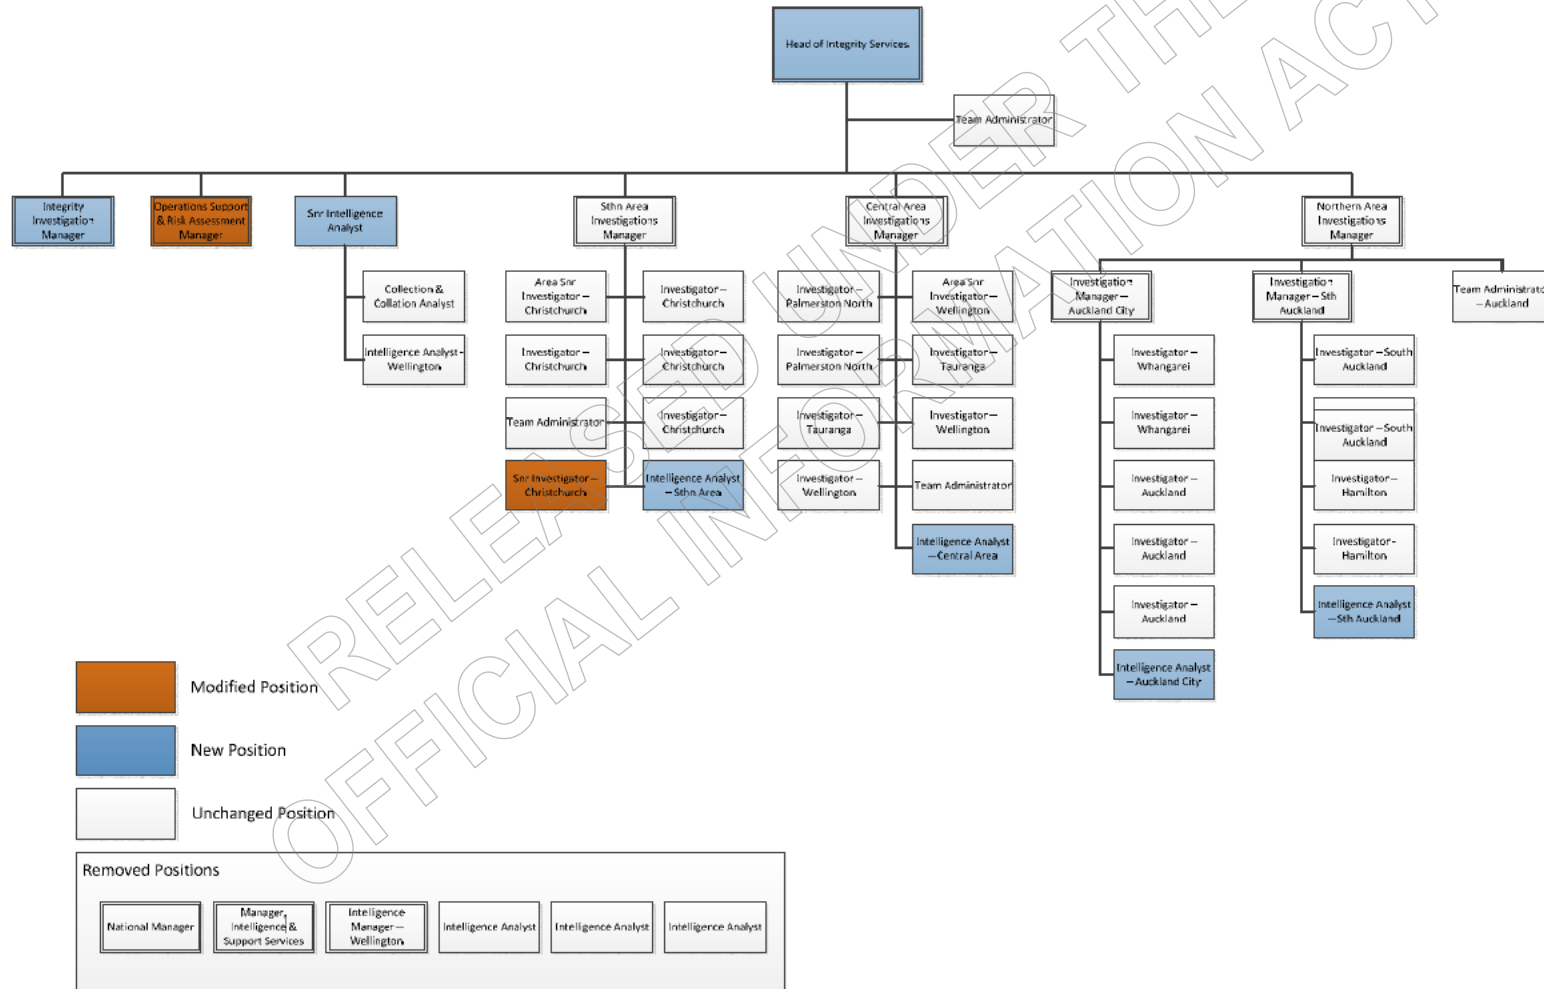 Head of Integrity Services
Team Administrator
Integrity
Investigation
Manager
Operations Support
& Risk Assessment
Manager
Snr Intelligence
Analyst
Sthn Area
Investigations
Manager
Central Area
Investigations
Manager
Northern Area
Investigations
Manager
Collection &
Collation Analyst
Intelligence Analyst-
Wellington
Area Snr
Investigator –
Christchurch
Investigator –
Christchurch
Investigator –
Christchurch
Investigator –
Christchurch
Team Administrator
Investigator –
Christchurch
Snr Investigator –
Christchurch
Intelligence Analyst
– Sthn Area
Investigator –
Palmerston North
Area Snr
Investigator –
Wellington
Investigator –
Palmerston North
Investigator –
Tauranga
Investigator –
Tauranga
Investigator –
Wellington
Investigator –
Wellington
Team Administrator
Intelligence Analyst
– Central Area
Investigation
Manager –
Auckland City
Investigation
Manager – Sth
Auckland
Team Administrato
– Auckland
Investigator –
Whangarei
Investigator –
Whangarei
Investigator –
Auckland
Investigator –
Auckland
Investigator –
Auckland
Intelligence Analyst
– Auckland City
Investigator – South
Auckland
Investigator – South
Auckland
Investigator –
Hamilton
Investigator-
Hamilton
Intelligence Analyst
– Sth Auckland
Modified Position
New Position
Unchanged Position
Removed Positions
National Manager
Manager,
Intelligence &
Support Services
Intelligence
Manager –
Wellington
Intelligence Analyst
Intelligence Analyst
Intelligence Analyst
RELEASED UNDER THE
OFFICIAL INFORMATION ACT